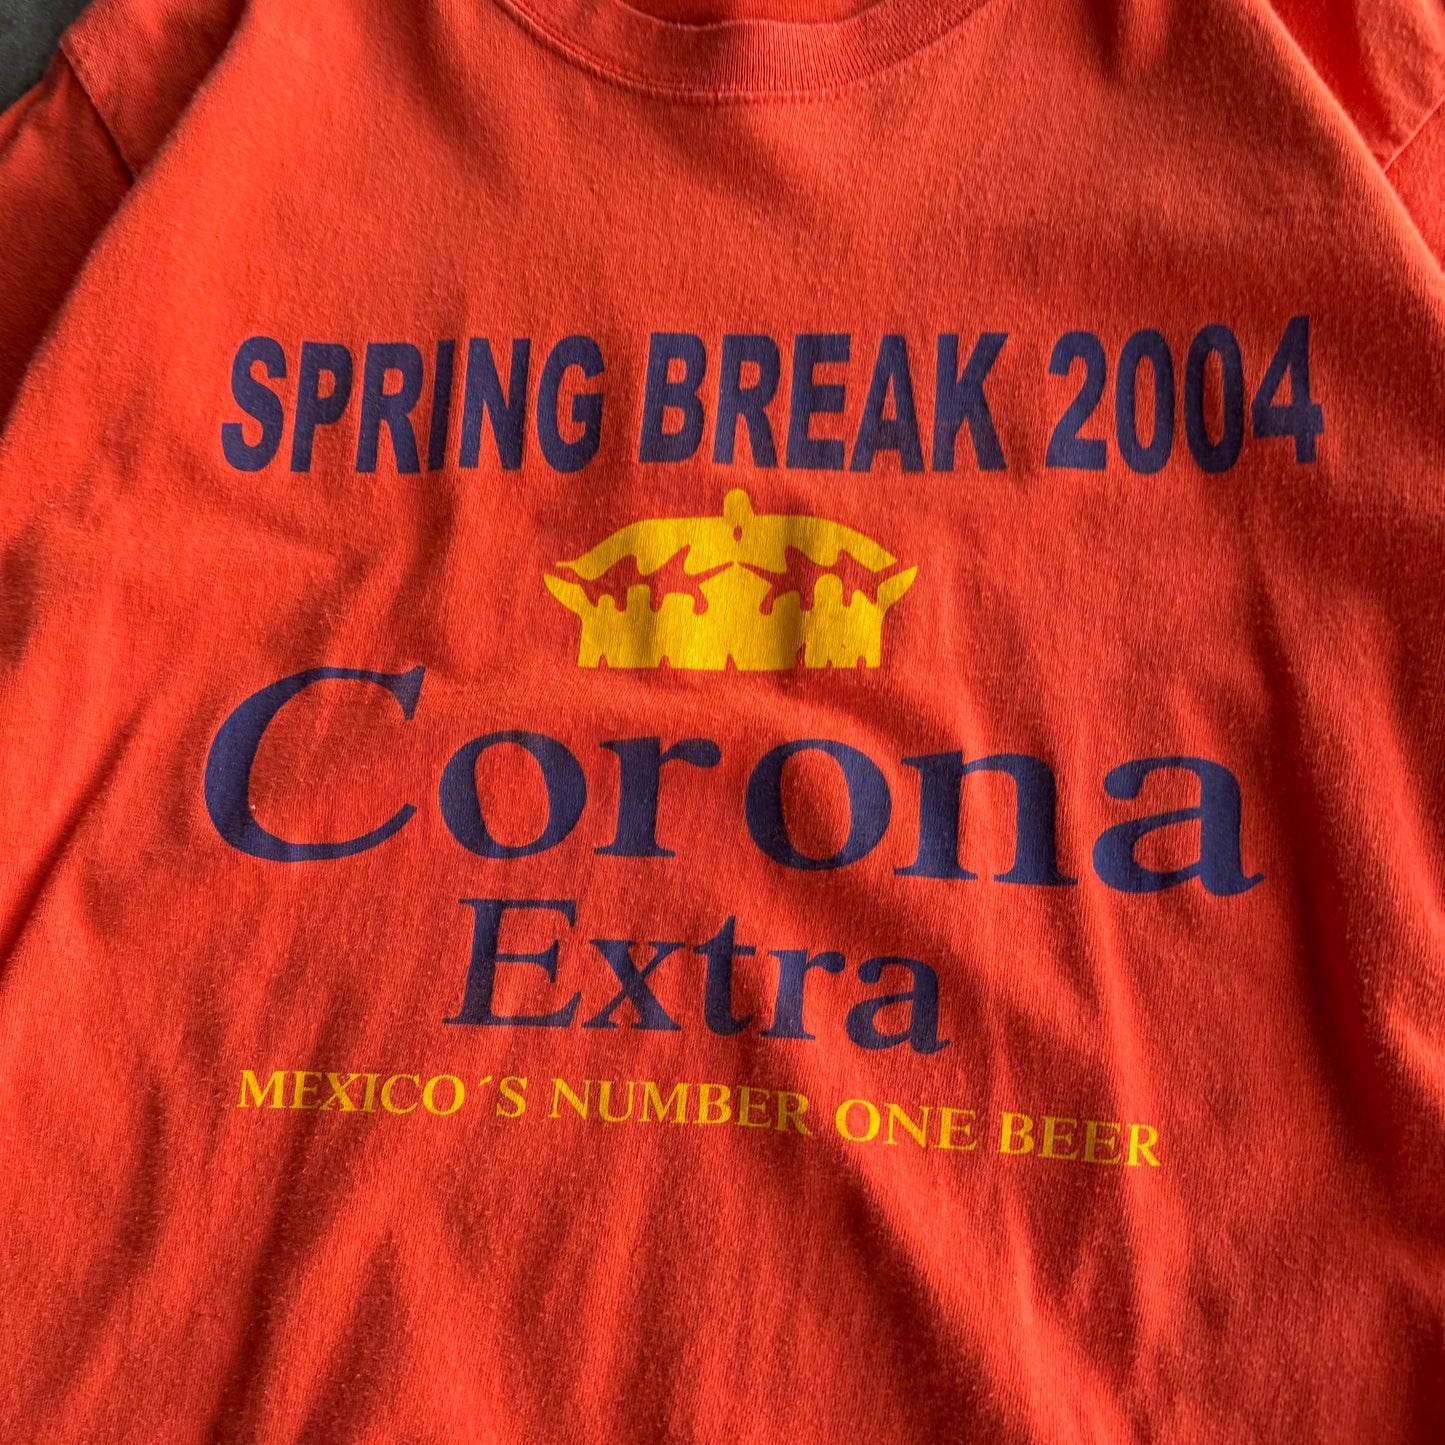 SPRING BREAK 2004
Corona
Extra
MEXICO´S NUMBER ONE BEER